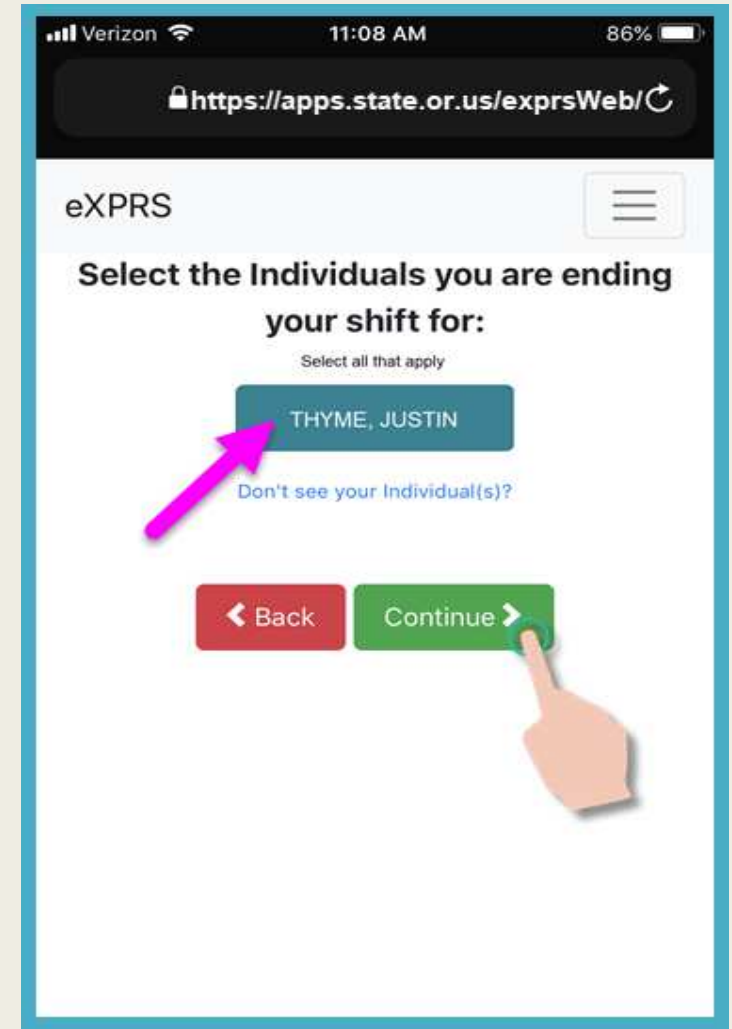 Verizon 11:08 AM 86%
https://apps.state.or.us/exprsWeb/
eXPRS
Select the Individuals you are ending
your shift for:
Select all that apply
THYME, JUSTIN
Don't see your Individual(s)?
Back Continue